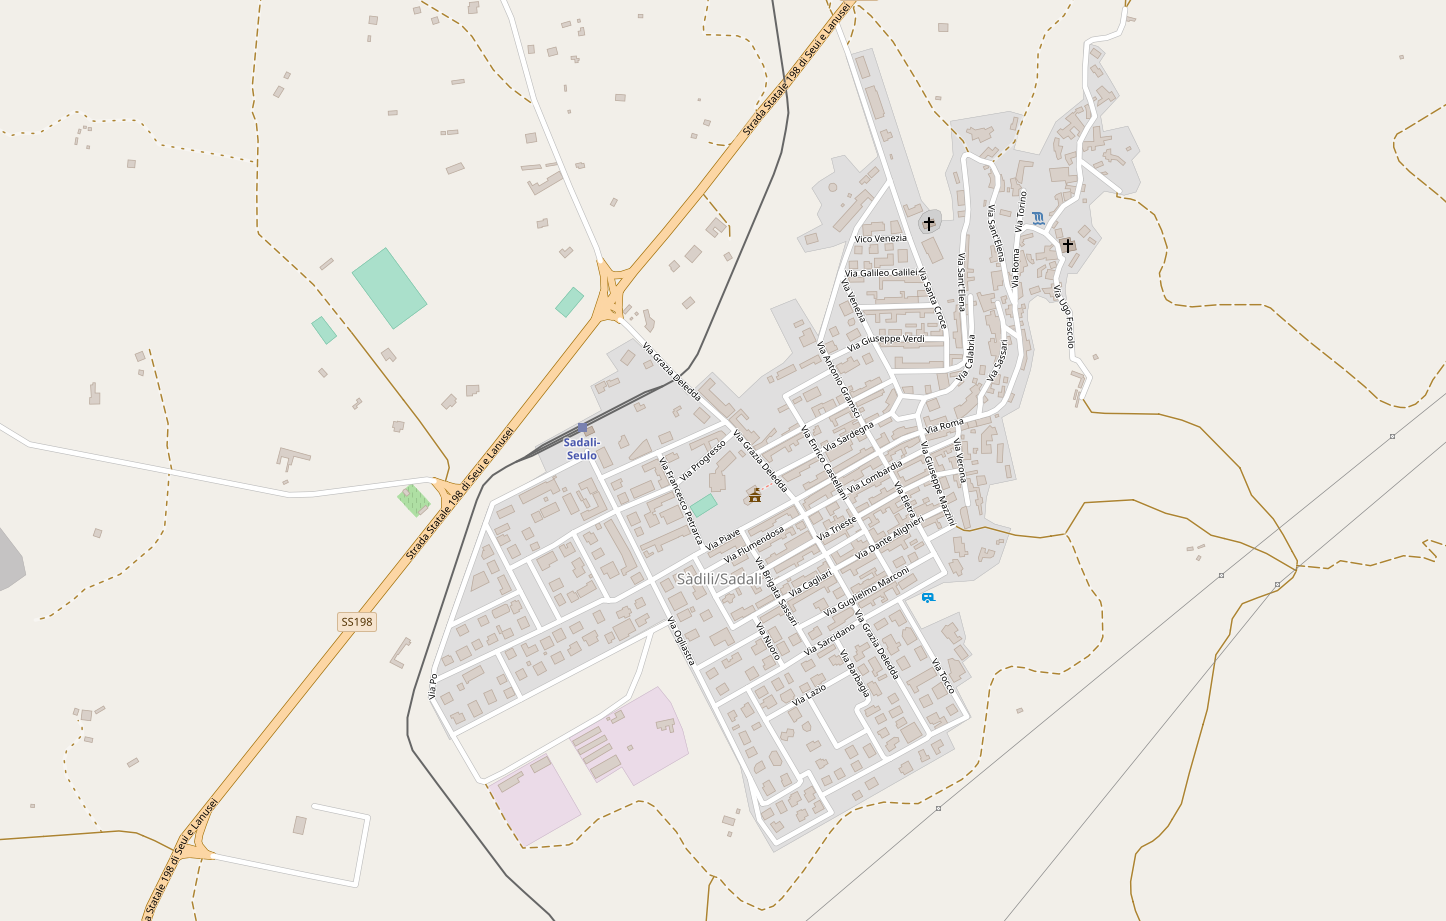 Strada Statale 198 di Seui e Lanusei
Via Torino
Via Sant'Elena
Vico Venezia
Via Sant'Elena
Via Roma
Via Galileo Galilei
Via Santa Croce
Via Venezia
Via Ugo Foscolo
Via Giuseppe Verdi
Via Grazia Deledda
Via Antonio Gramsci
Via Calabria
Via Sassari
Sadali-
Seulo
Via Sardegna
Via Roma
Via Enrico Castellani
Via Progresso
Via Grazia Deledda
Via Verona
Via Giuseppe Mazzini
Via Lombardia
Via Francesco Petrarca
Via Eletra
Strada Statale 198 di Seui e Lanusei
Via Piave
Via Flumendosa
Via Trieste
Via Dante Alighieri
Sàdili/Sadali
Via Brigata Sassari
Via Cagliari
Via Guglielmo Marconi
SS198
Via Ogliastra
Via Nuoro
Via Sarcidano
Via Grazia Deledda
Via Barbagia
Via Tocco
Via Po
Via Lazio
a Statale 198 di Seui e Lanusei